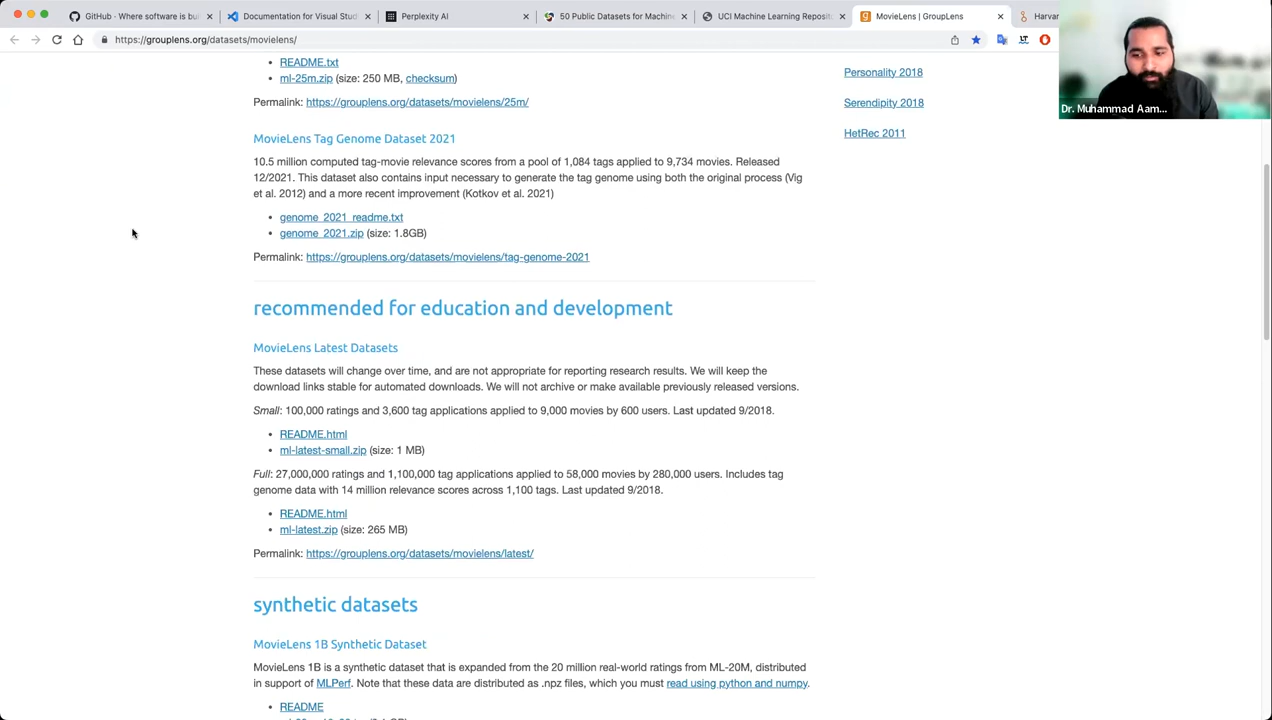 GitHub · Where software is bui
Documentation for Visual Stud
Perplexity AI
50 Public Datasets for Machine
UCI Machine Learning Reposito
MovieLens | GroupLens
Harvar
https://grouplens.org/datasets/movielens/
README.txt
ml-25m.zip (size: 250 MB, checksum)
Permalink: https://grouplens.org/datasets/movielens/25m/
MovieLens Tag Genome Dataset 2021
10.5 million computed tag-movie relevance scores from a pool of 1,084 tags applied to 9,734 movies. Released
12/2021. This dataset also contains input necessary to generate the tag genome using both the original process (Vig
et al. 2012) and a more recent improvement (Kotkov et al. 2021)
genome_2021_readme.txt
genome_2021.zip (size: 1.8GB)
Permalink: https://grouplens.org/datasets/movielens/tag-genome-2021
recommended for education and development
MovieLens Latest Datasets
These datasets will change over time, and are not appropriate for reporting research results. We will keep the
download links stable for automated downloads. We will not archive or make available previously released versions.
Small: 100,000 ratings and 3,600 tag applications applied to 9,000 movies by 600 users. Last updated 9/2018.
README.html
ml-latest-small.zip (size: 1 MB)
Full: 27,000,000 ratings and 1,100,000 tag applications applied to 58,000 movies by 280,000 users. Includes tag
genome data with 14 million relevance scores across 1,100 tags. Last updated 9/2018.
README.html
ml-latest.zip (size: 265 MB)
Permalink: https://grouplens.org/datasets/movielens/latest/
synthetic datasets
MovieLens 1B Synthetic Dataset
MovieLens 1B is a synthetic dataset that is expanded from the 20 million real-world ratings from ML-20M, distributed
in support of MLPerf. Note that these data are distributed as .npz files, which you must read using python and numpy.
README
Personality 2018
Serendipity 2018
HetRec 2011
Dr. Muhammad Aam...